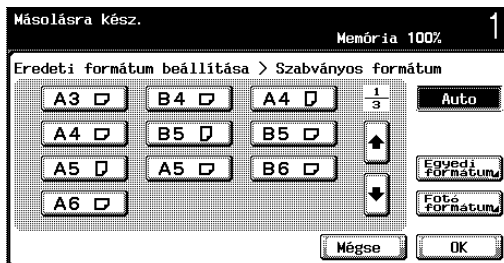 Másolásra kész.
Memória 100% 1
Eredeti formátum beállítása > Szabványos formátum
A3 B4 A4 1/3 Auto
A4 B5 B5
A5 A5 B6 Egyedi formátum
A6 Fotó formátum
Mégse OK